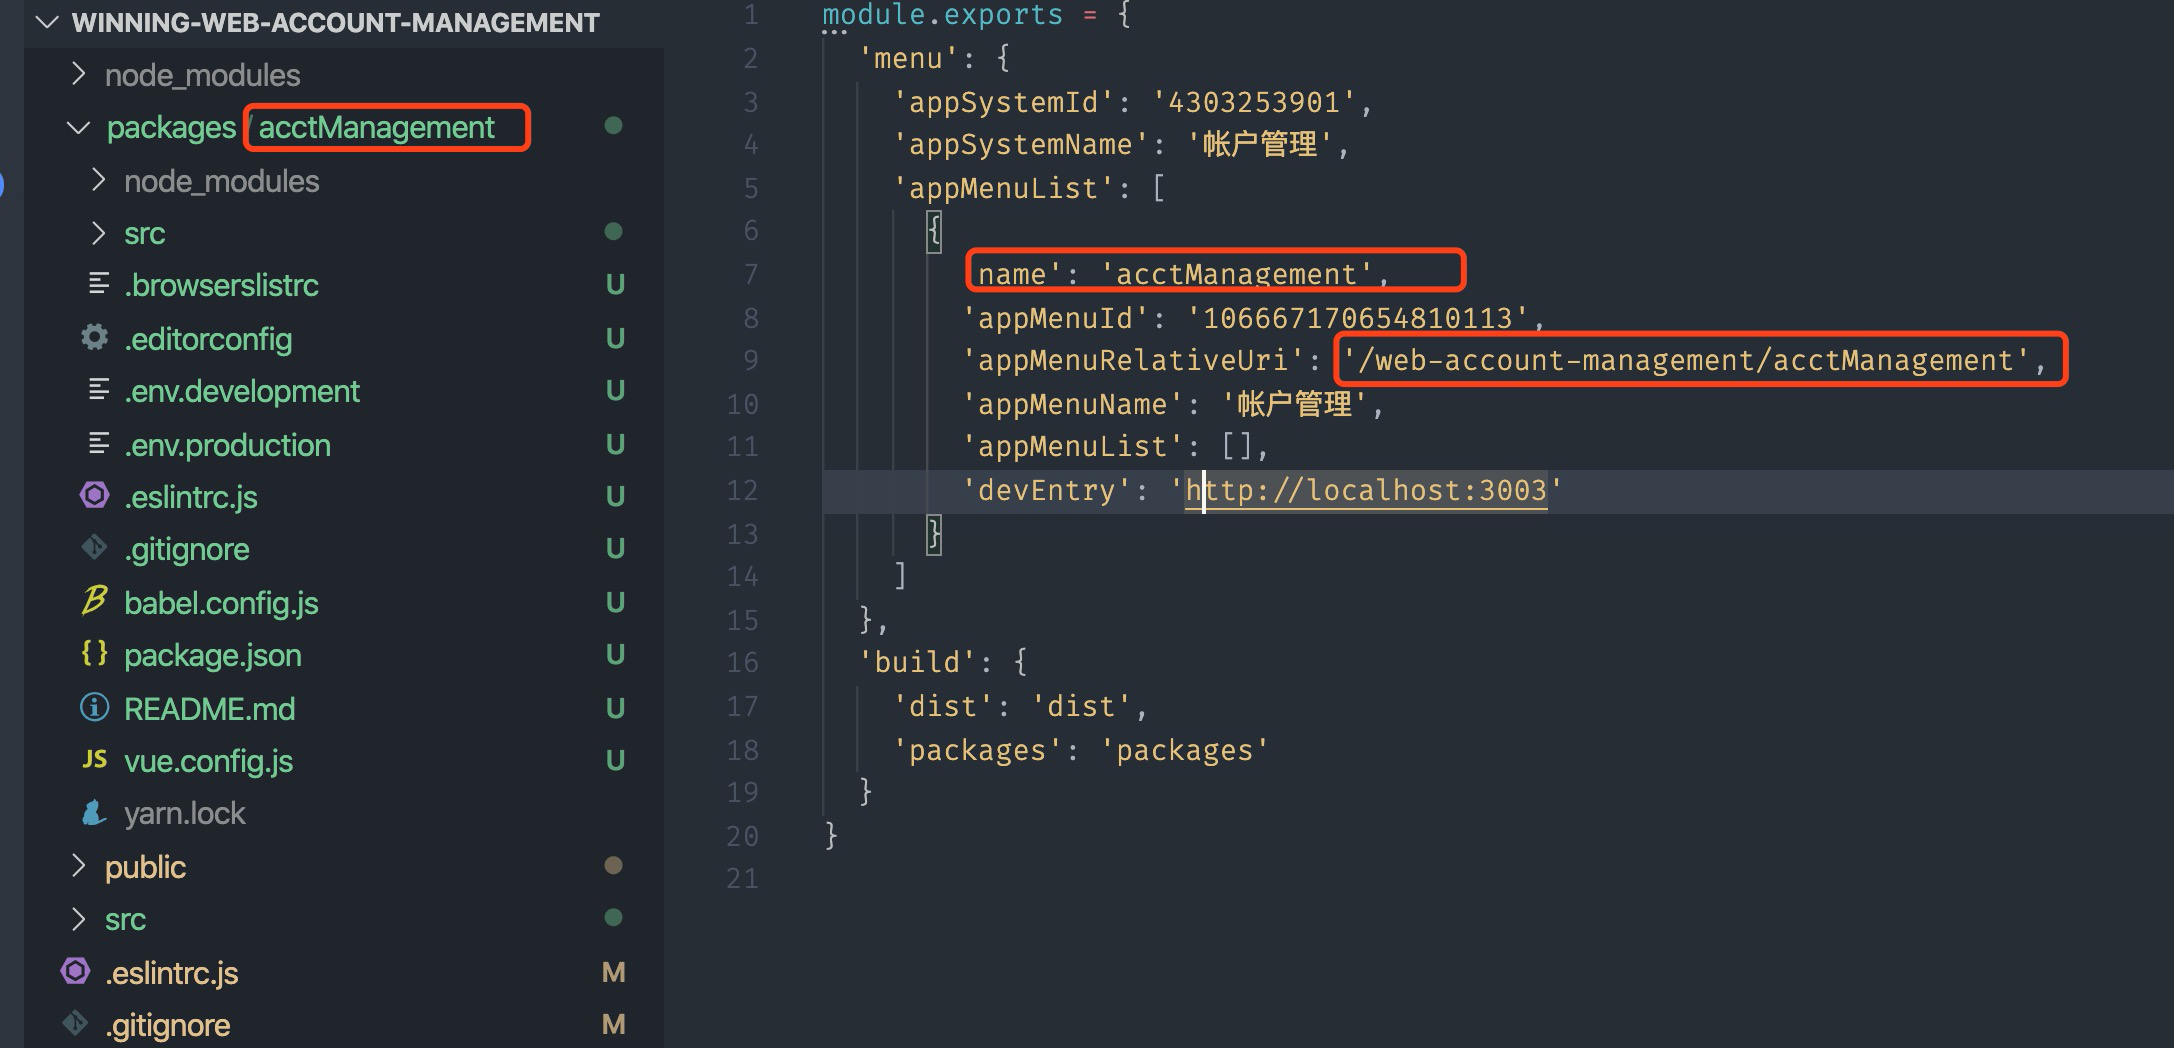 WINNING-WEB-ACCOUNT-MANAGEMENT
node_modules
packages / acctManagement
node_modules
src
.browserslistrc U
.editorconfig U
.env.development U
.env.production U
.eslintrc.js U
.gitignore U
babel.config.js U
package.json U
README.md U
JS vue.config.js U
yarn.lock
public
src
.eslintrc.js M
.gitignore M
1 module.exports = {
2 'menu': {
3 'appSystemId': '4303253901',
4 'appSystemName': '帐户管理',
5 'appMenuList': [
6 {
7 name': 'acctManagement',
8 'appMenuId': '106667170654810113',
9 'appMenuRelativeUri': '/web-account-management/acctManagement',
10 'appMenuName': '帐户管理',
11 'appMenuList': [],
12 'devEntry': 'http://localhost:3003'
13 }
14 ]
15 },
16 'build': {
17 'dist': 'dist',
18 'packages': 'packages'
19 }
20 }
21